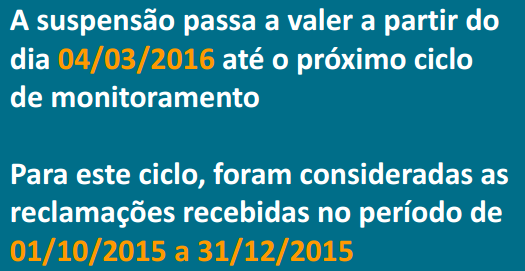 A suspensão passa a valer a partir do
dia 04/03/2016 até o próximo ciclo
de monitoramento
Para este ciclo, foram consideradas as
reclamações recebidas no período de
01/10/2015 a 31/12/2015